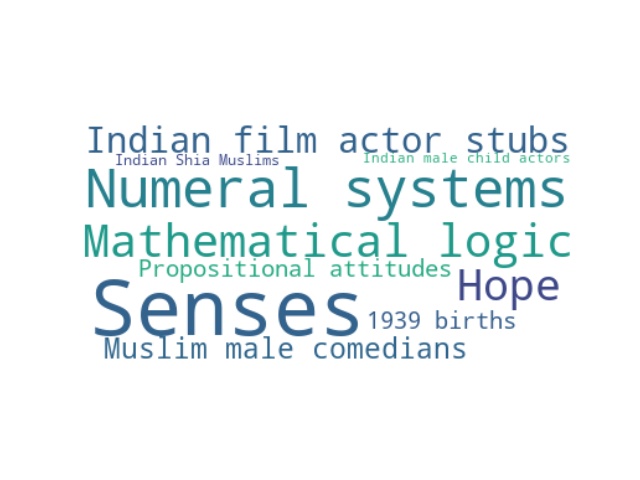 Indian film actor stubs
Indian Shia Muslims
Indian male child actors
Numeral systems
Mathematical logic
Propositional attitudes
Hope
Senses
1939 births
Muslim male comedians